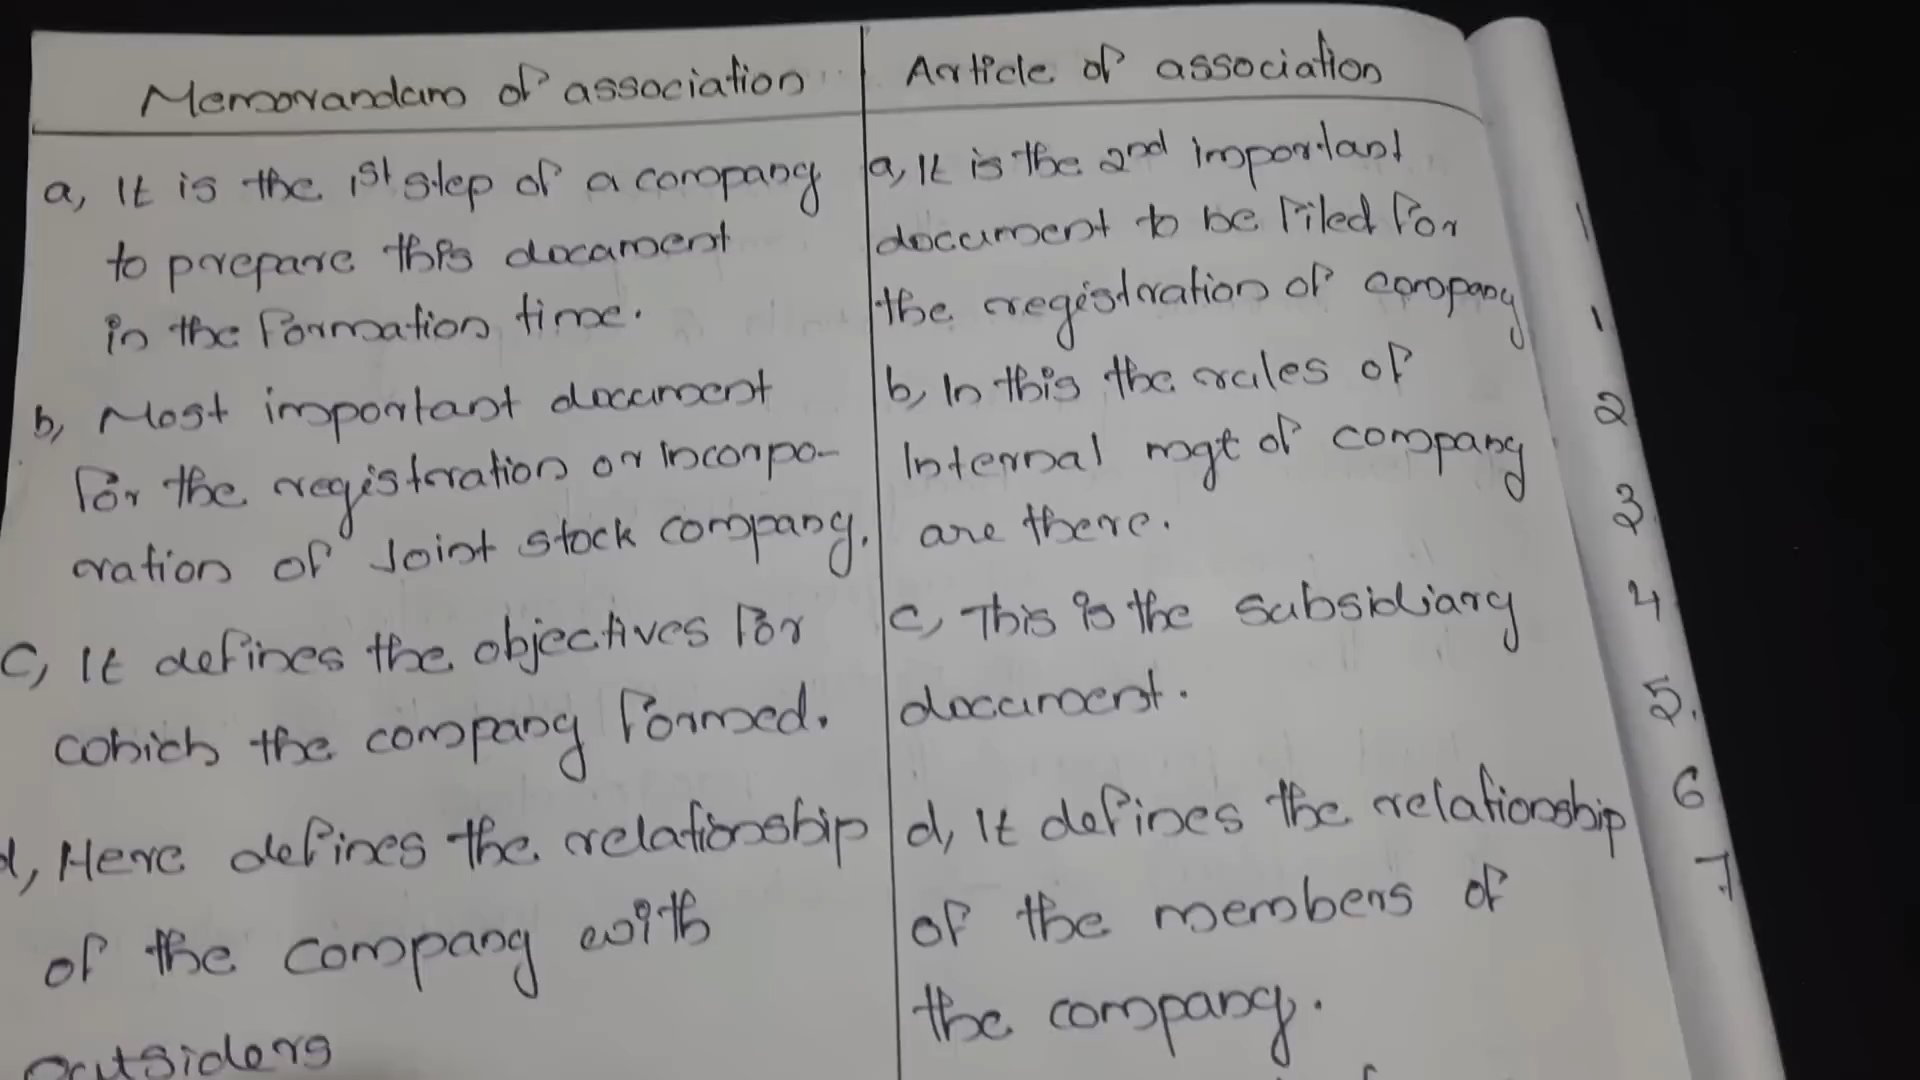 Memorandum of association
a, It is the 1st step of a company
to prepare this document
in the formation time.
b, Most important document
for the registeration or Incorpo-
ration of Joint stock company.
c, It defines the objectives for
which the company formed.
d, Here defines the relationship
of the company with
outsiders
Article of association
a, It is the 2nd important
document to be filed for
the registration of company
b, In this the rules of
Internal mgt of company
are there.
c, This is the subsidiary
document.
d, It defines the relationship
of the members of
the company.
1
1
2
3
4
5.
6
7